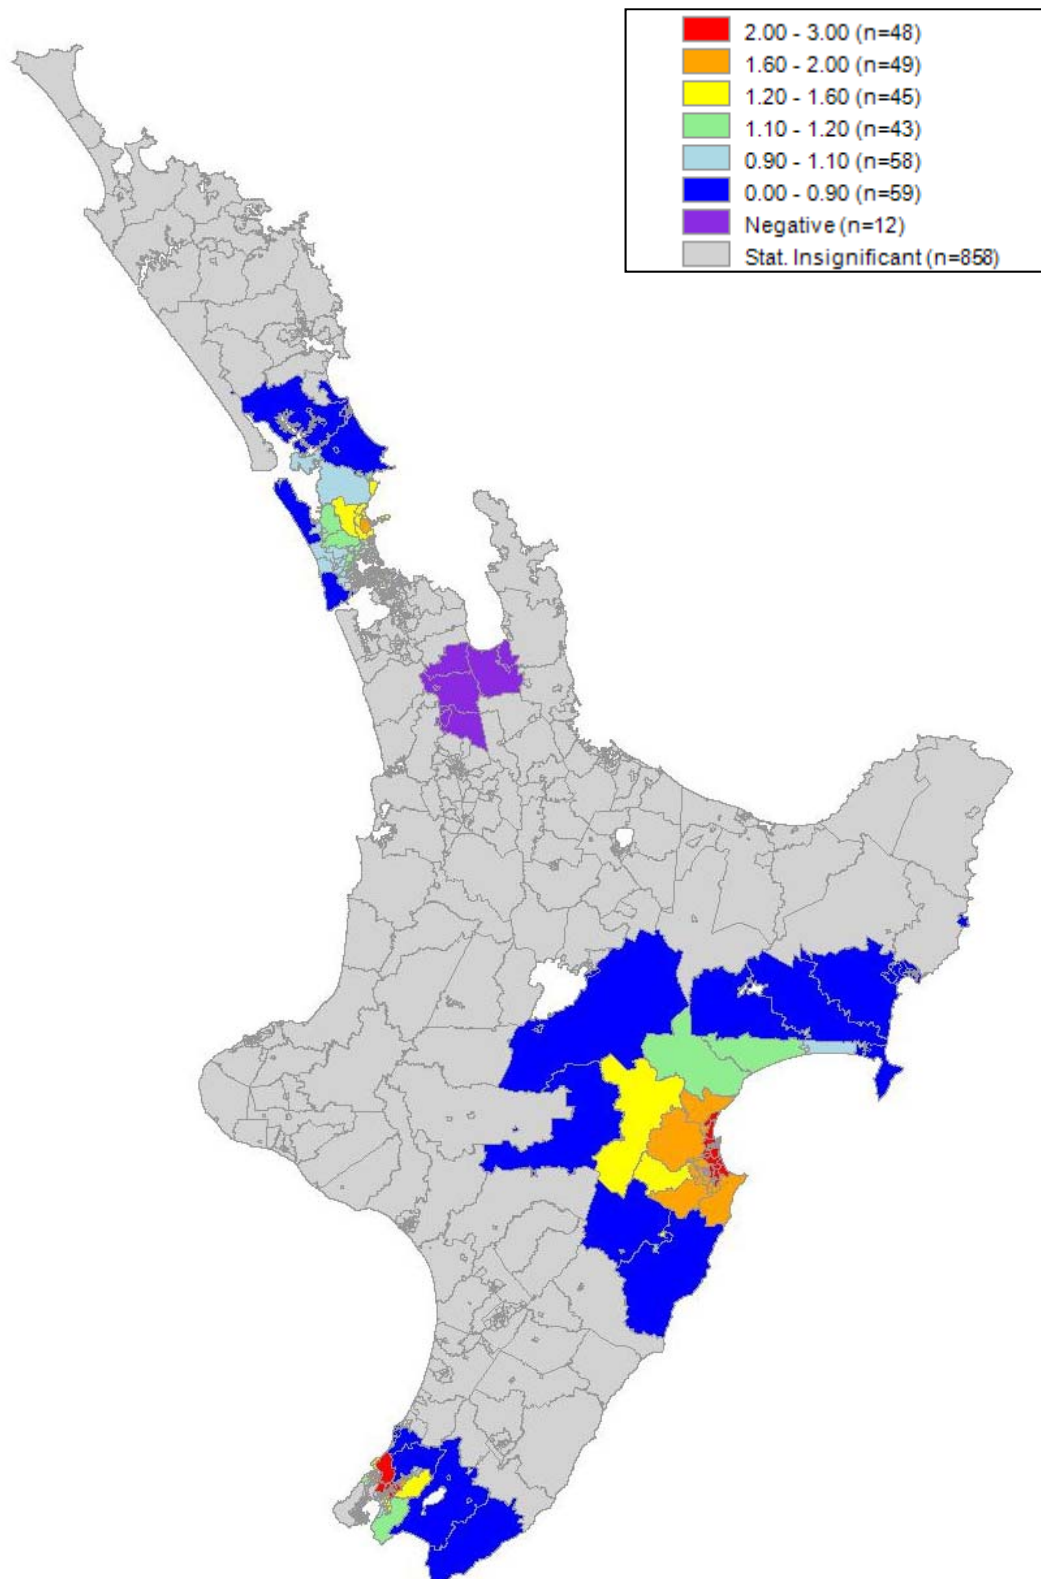 2.00 - 3.00 (n=48)
1.60 - 2.00 (n=49)
1.20 - 1.60 (n=45)
1.10 - 1.20 (n=43)
0.90 - 1.10 (n=58)
0.00 - 0.90 (n=59)
Negative (n=12)
Stat. Insignificant (n=858)